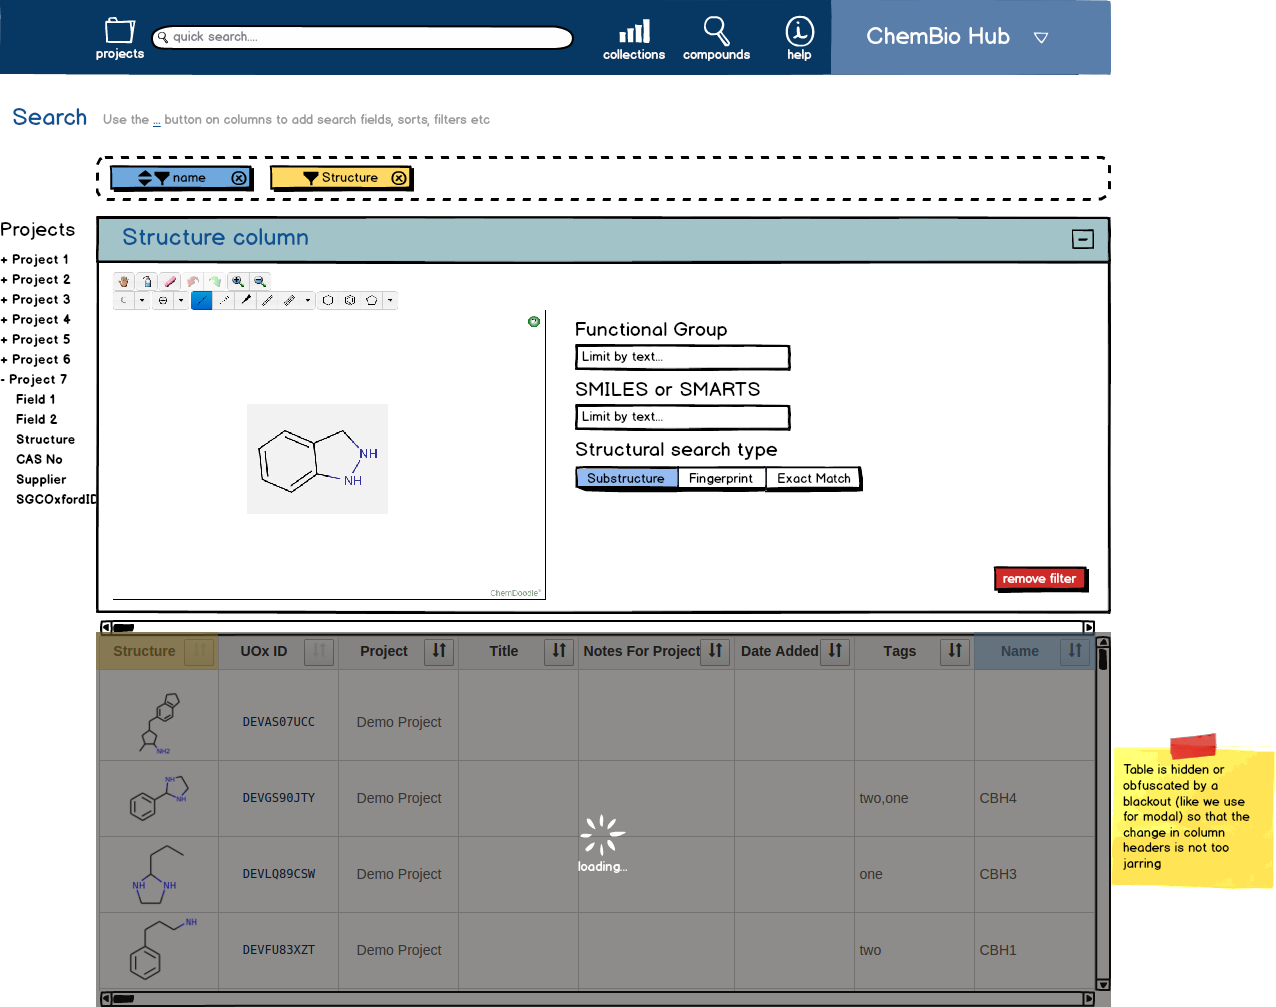 projects
quick search....
collections
compounds
help
ChemBio Hub
Search
Use the ... button on columns to add search fields, sorts, filters etc
name
Structure
Projects
+ Project 1
+ Project 2
+ Project 3
+ Project 4
+ Project 5
+ Project 6
- Project 7
Field 1
Field 2
Structure
CAS No
Supplier
SGCOxfordID
Structure column
NH
NH
ChemDoodle
Functional Group
Limit by text...
SMILES or SMARTS
Limit by text...
Structural search type
Substructure Fingerprint Exact Match
remove filter
Structure UOx ID Project Title Notes For Project Date Added Tags Name
NH2
DEVAS07UCC Demo Project
NH
NH
DEVGS90JTY Demo Project two,one CBH4
NH NH
DEVLQ89CSW Demo Project one CBH3
NH
DEVFU83XZT Demo Project two CBH1
loading...
Table is hidden or
obfuscated by a
blackout (like we use
for modal) so that the
change in column
headers is not too
jarring